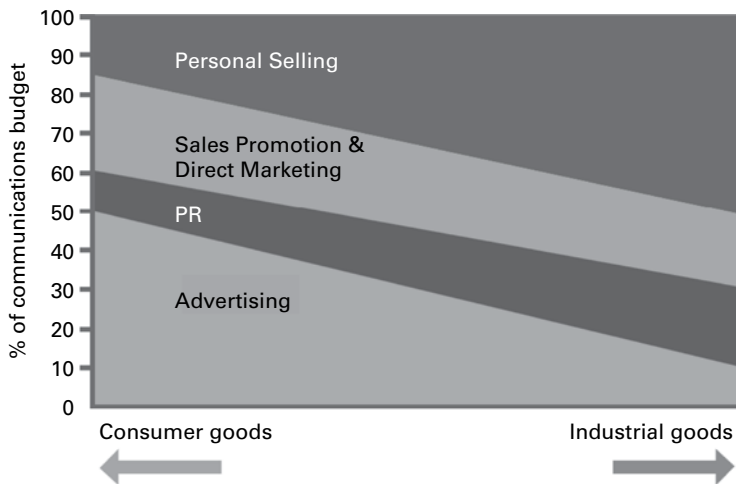 % of communications budget
100
90
80
70
60
50
40
30
20
10
0
Personal Selling
Sales Promotion &
Direct Marketing
PR
Advertising
Consumer goods
Industrial goods